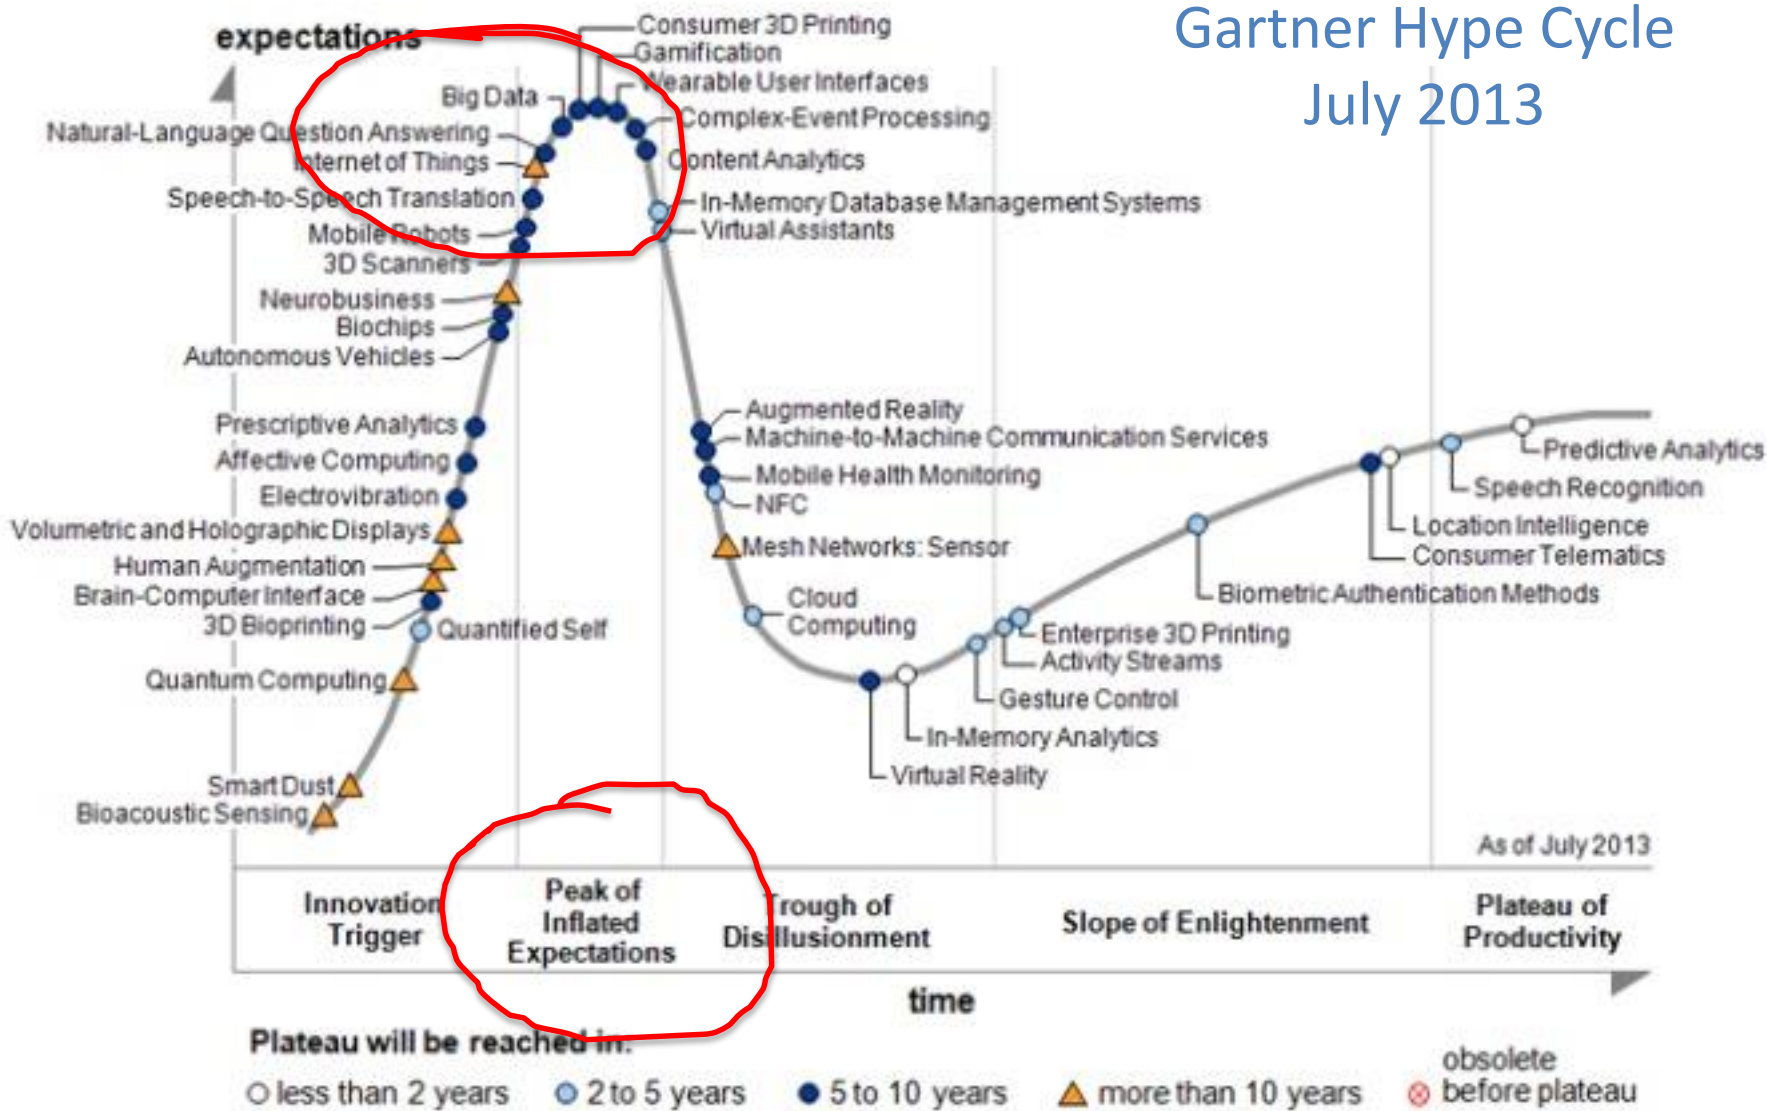 Gartner Hype Cycle
July 2013
expectations
Consumer 3D Printing
Gamification
Wearable User Interfaces
Big Data
Complex-Event Processing
Natural-Language Question Answering
Internet of Things
Content Analytics
Speech-to-Speech Translation
In-Memory Database Management Systems
Mobile Robots
Virtual Assistants
3D Scanners
Neurobusiness
Biochips
Autonomous Vehicles
Augmented Reality
Prescriptive Analytics
Machine-to-Machine Communication Services
Predictive Analytics
Affective Computing
Mobile Health Monitoring
Speech Recognition
Electrovibration
NFC
Location Intelligence
Volumetric and Holographic Displays
Mesh Networks: Sensor
Consumer Telematics
Human Augmentation
Brain-Computer Interface
Cloud
Computing
Biometric Authentication Methods
3D Bioprinting
Quantified Self
Enterprise 3D Printing
Activity Streams
Quantum Computing
Gesture Control
In-Memory Analytics
Virtual Reality
Smart Dust
Bioacoustic Sensing
As of July 2013
Innovation
Trigger
Peak of
Inflated
Expectations
Trough of
Disillusionment
Slope of Enlightenment
Plateau of
Productivity
time
Plateau will be reached in:
less than 2 years
2 to 5 years
5 to 10 years
more than 10 years
obsolete
before plateau